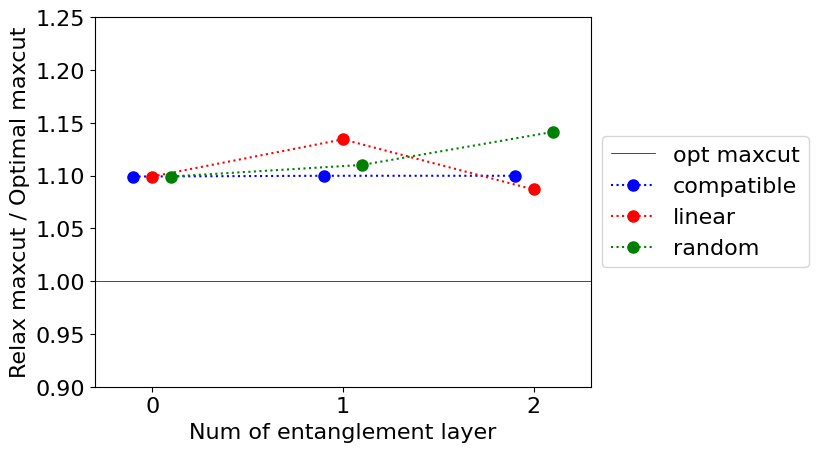 Relax maxcut / Optimal maxcut
1.25
1.20
1.15
1.10
1.05
1.00
0.95
0.90
0
1
2
Num of entanglement layer
opt maxcut
compatible
linear
random